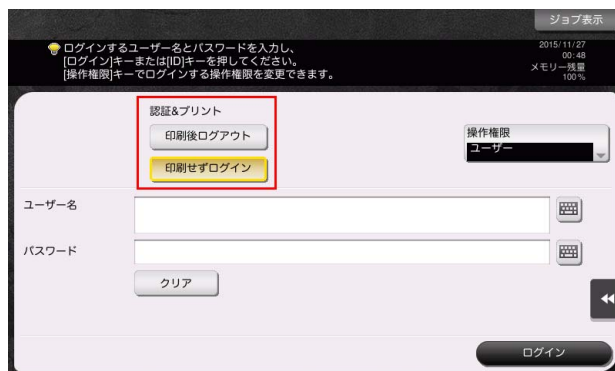 ジョブ表示
ログインするユーザー名とパスワードを入力し、
[ログイン]キーまたは[ID]キーを押してください。
[操作権限]キーでログインする操作権限を変更できます。
2015/11/27
00:48
メモリー残量
100%
認証&プリント
印刷後ログアウト
印刷せずログイン
操作権限
ユーザー
ユーザー名
パスワード
クリア
ログイン